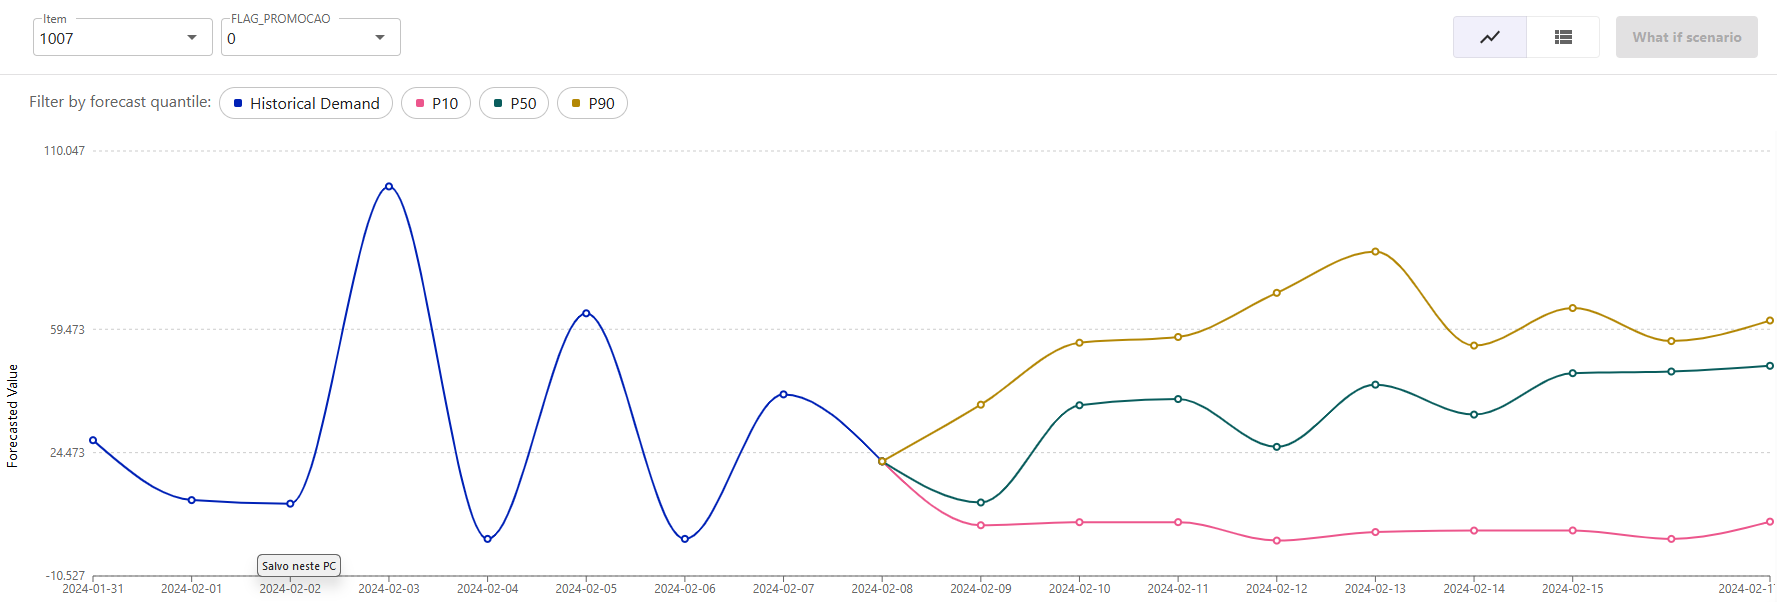 Item
FLAG_PROMOCAO
1007
0
What if scenario
Filter by forecast quantile:
Historical Demand
P10
P50
P90
110.047
59.473
24.473
-10.527
Forecasted Value
Salvo neste PC
2024-01-31
2024-02-01
2024-02-02
2024-02-03
2024-02-04
2024-02-05
2024-02-06
2024-02-07
2024-02-08
2024-02-09
2024-02-10
2024-02-11
2024-02-12
2024-02-13
2024-02-14
2024-02-15
2024-02-17